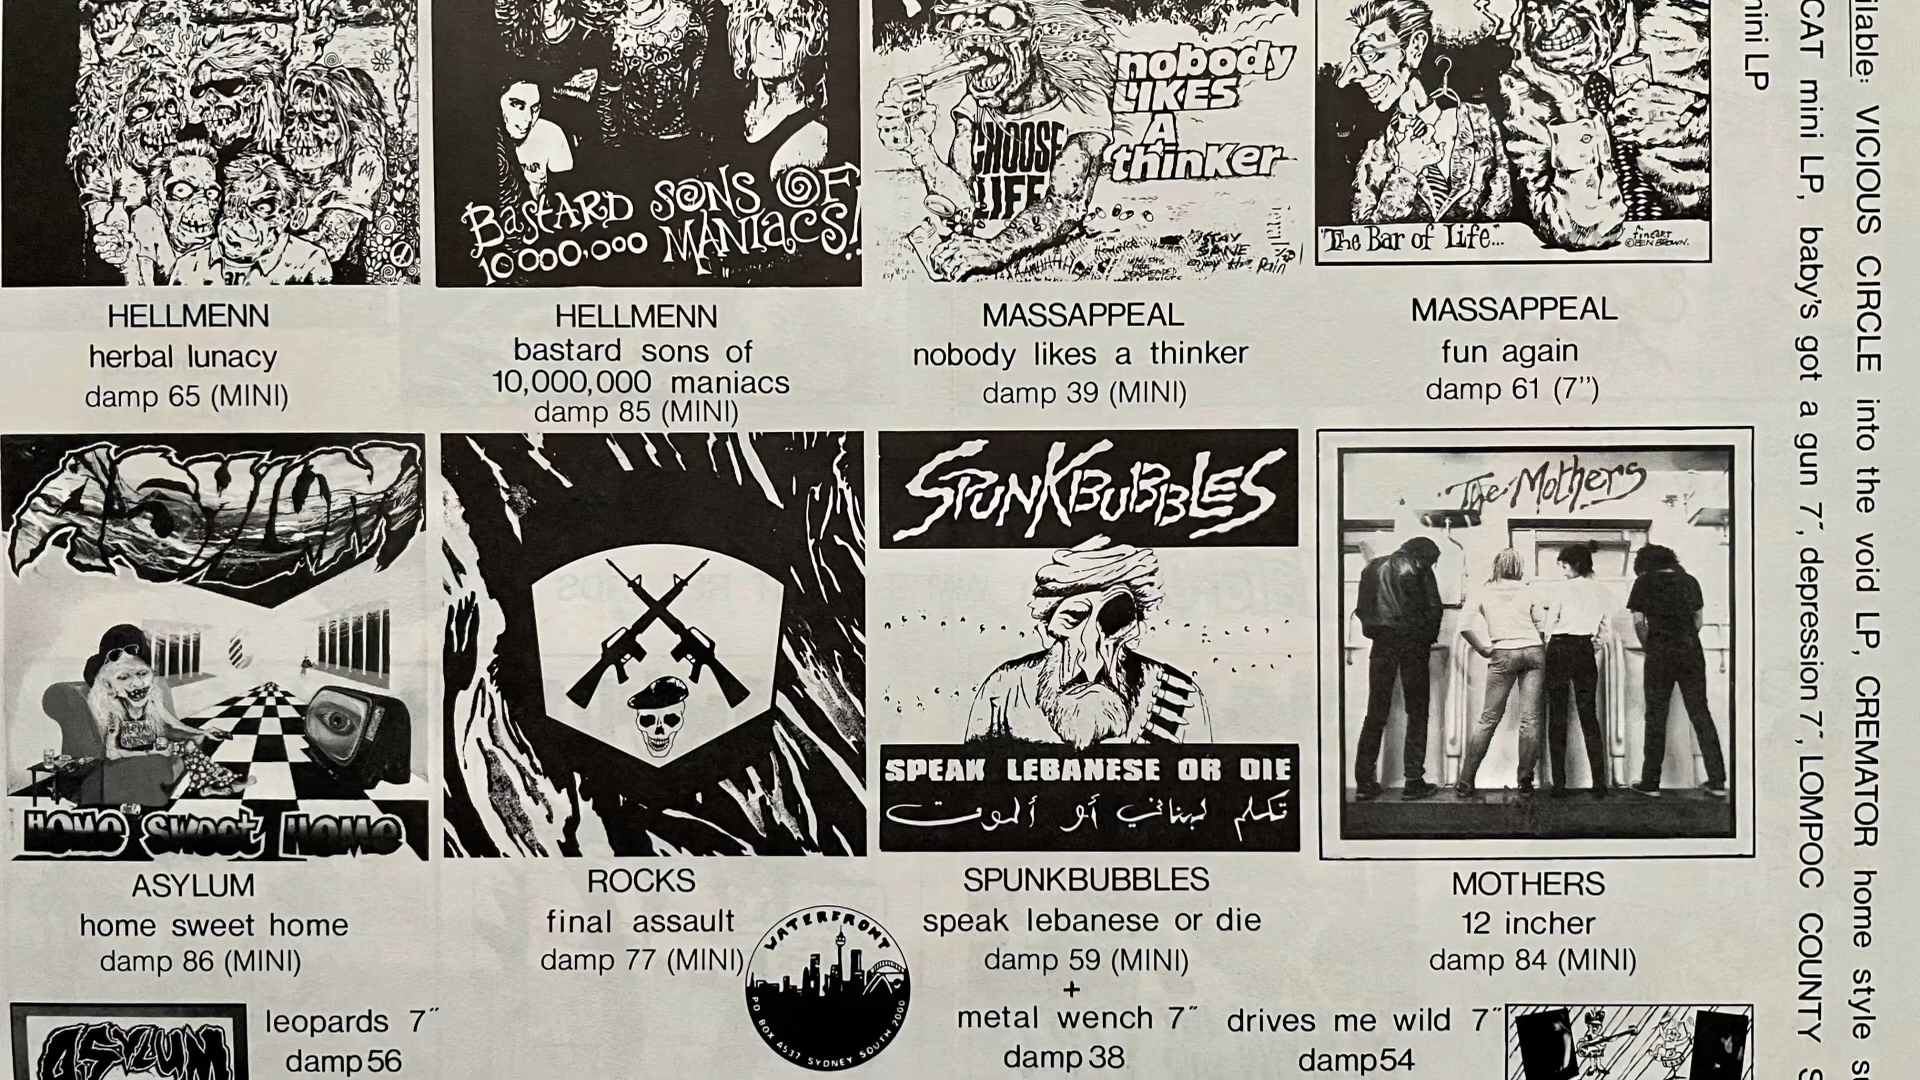 BASTARD SONS OF
10,000,000 MANIACS!!
nobody
LIKES
A
thinker
CHOOSE
LIFE
STAY
SANE
"The Bar of Life...
fineART
©BEN BROWN.
HELLMENN
herbal lunacy
damp 65 (MINI)
HELLMENN
bastard sons of
10,000,000 maniacs
damp 85 (MINI)
MASSAPPEAL
nobody likes a thinker
damp 39 (MINI)
MASSAPPEAL
fun again
damp 61 (7")
ASYLUM
HOME SWEET HOME
SPUNKBUBBLES
SPEAK LEBANESE OR DIE
تكلم لبناني أو ألموت
The Mothers
ASYLUM
home sweet home
damp 86 (MINI)
ROCKS
final assault
damp 77 (MINI)
SPUNKBUBBLES
speak lebanese or die
damp 59 (MINI)
+
metal wench 7"
damp 38
MOTHERS
12 incher
damp 84 (MINI)
drives me wild 7"
damp54
WATERFRONT
PO BOX A537 SYDNEY SOUTH 2000
ASYLUM
leopards 7"
damp 56
ilable: VICIOUS CIRCLE into the void LP, CREMATOR home style
CAT mini LP, baby's got a gun 7", depression 7", LOMPOC COUNTY
mini LP